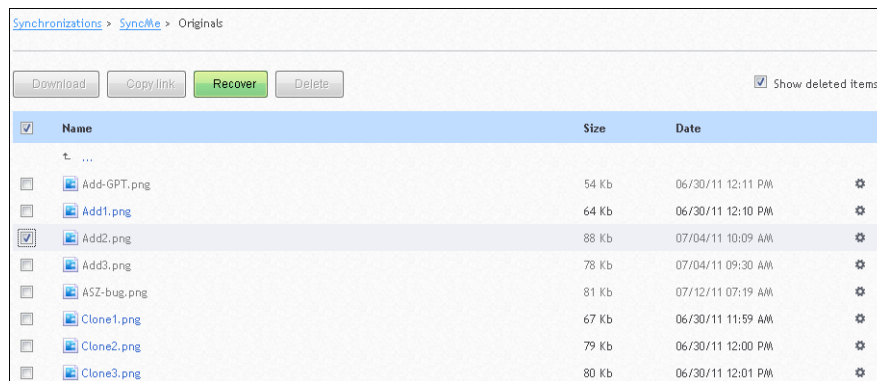 Synchronizations > SyncMe > Originals
Download Copy link Recover Delete Show deleted items
Name Size Date
...
Add-GPT.png 54 Kb 06/30/11 12:11 PM
Add1.png 64 Kb 06/30/11 12:10 PM
Add2.png 88 Kb 07/04/11 10:09 AM
Add3.png 78 Kb 07/04/11 09:30 AM
ASZ-bug.png 81 Kb 07/12/11 07:19 AM
Clone1.png 67 Kb 06/30/11 11:59 AM
Clone2.png 79 Kb 06/30/11 12:00 PM
Clone3.png 80 Kb 06/30/11 12:01 PM